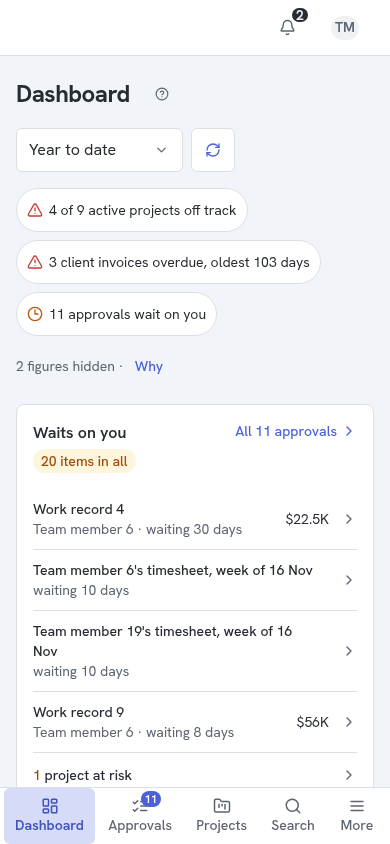 2
TM
Dashboard
Year to date
4 of 9 active projects off track
3 client invoices overdue, oldest 103 days
11 approvals wait on you
2 figures hidden · Why
Waits on you
All 11 approvals
20 items in all
Work record 4
$22.5K
Team member 6 · waiting 30 days
Team member 6's timesheet, week of 16 Nov
waiting 10 days
Team member 19's timesheet, week of 16
Nov
waiting 10 days
Work record 9
$56K
Team member 6 · waiting 8 days
1 project at risk
11
Dashboard
Approvals
Projects
Search
More